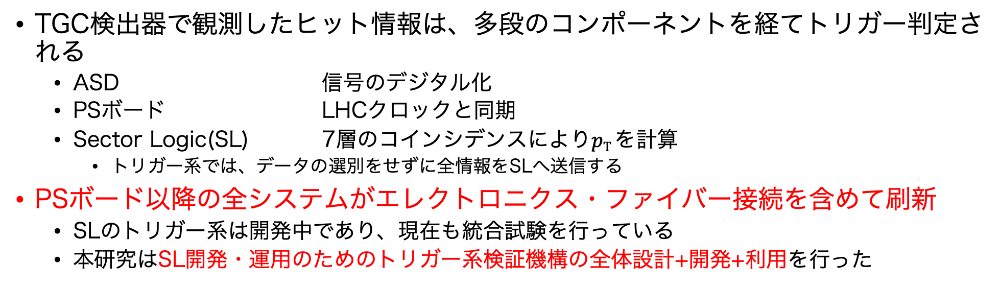 • TGC検出器で観測したヒット情報は、多段のコンポーネントを経てトリガー判定さ
れる
• ASD 信号のデジタル化
• PSボード LHCクロックと同期
• Sector Logic(SL) 7層のコインシデンスによりpTを計算
• トリガー系では、データの選別をせずに全情報をSLへ送信する
• PSボード以降の全システムがエレクトロニクス・ファイバー接続を含めて刷新
• SLのトリガー系は開発中であり、現在も統合試験を行っている
• 本研究はSL開発・運用のためのトリガー系検証機構の全体設計+開発+利用を行った